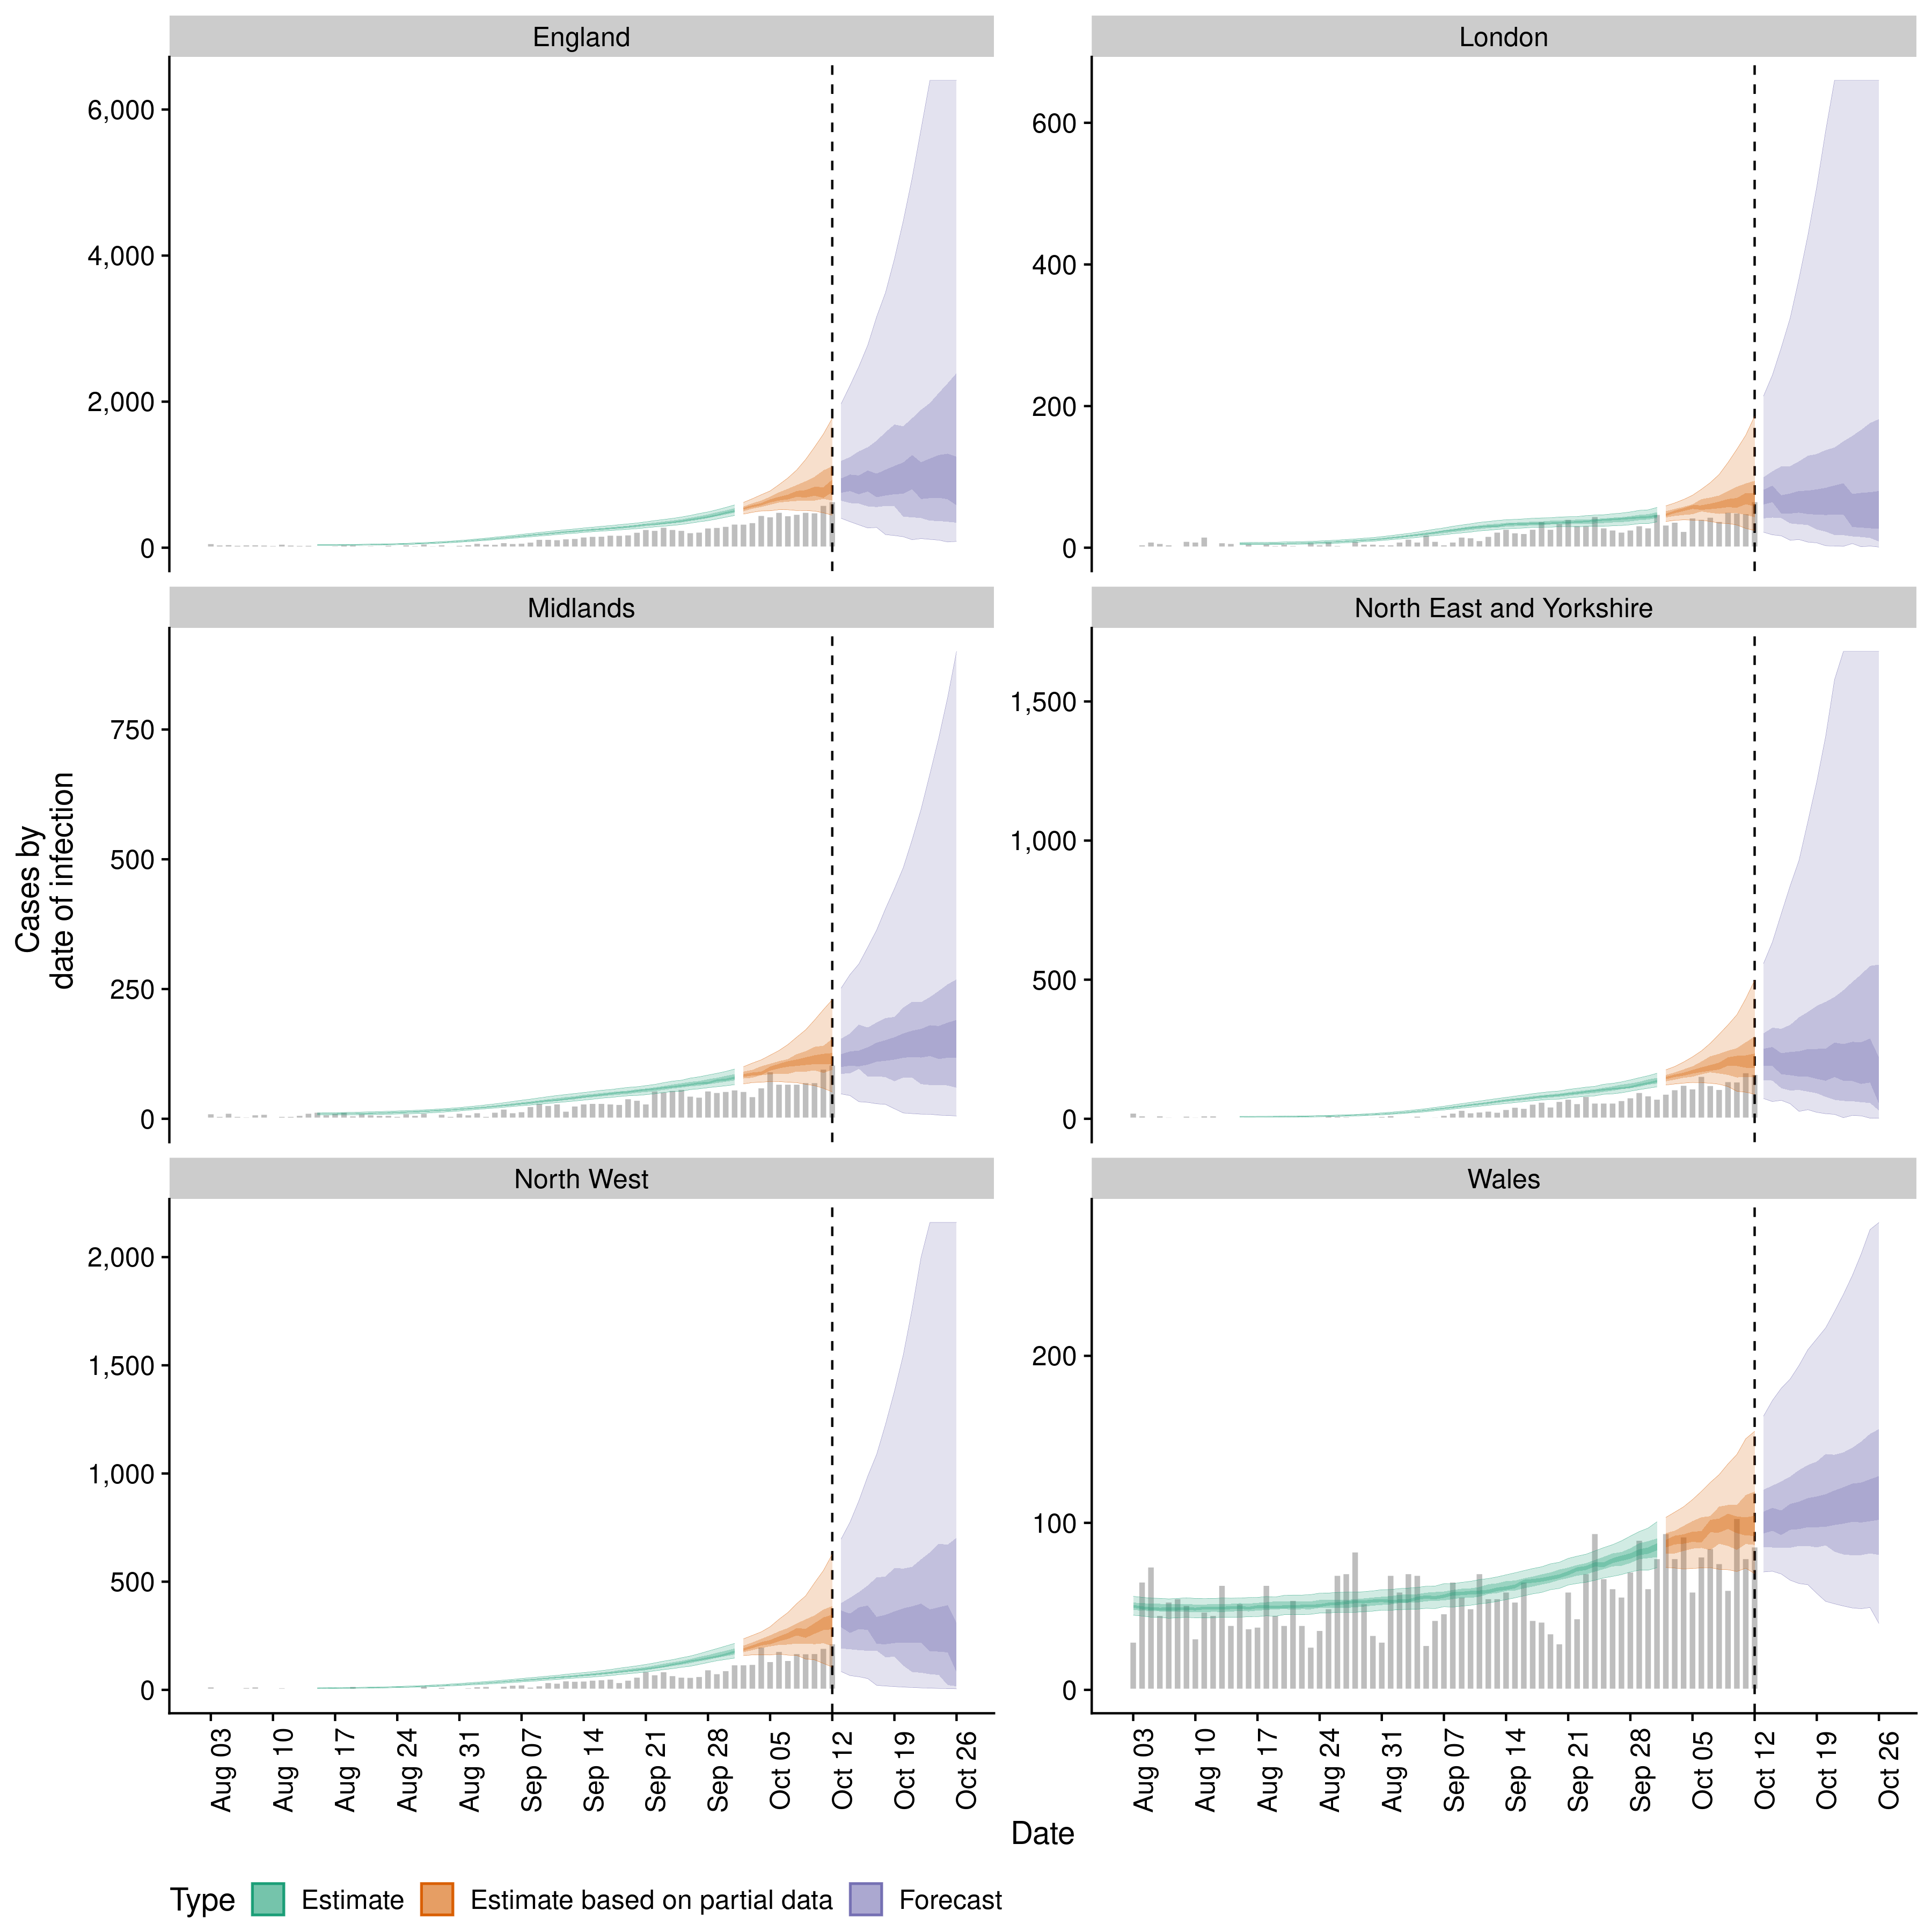 England
London
6,000
4,000
2,000
0
600
400
200
0
Midlands
North East and Yorkshire
750
500
250
0
1,500
1,000
500
0
North West
Wales
2,000
1,500
1,000
500
0
200
100
0
Cases by
date of infection
Aug 03
Aug 10
Aug 17
Aug 24
Aug 31
Sep 07
Sep 14
Sep 21
Sep 28
Oct 05
Oct 12
Oct 19
Oct 26
Aug 03
Aug 10
Aug 17
Aug 24
Aug 31
Sep 07
Sep 14
Sep 21
Sep 28
Oct 05
Oct 12
Oct 19
Oct 26
Date
Type Estimate Estimate based on partial data Forecast